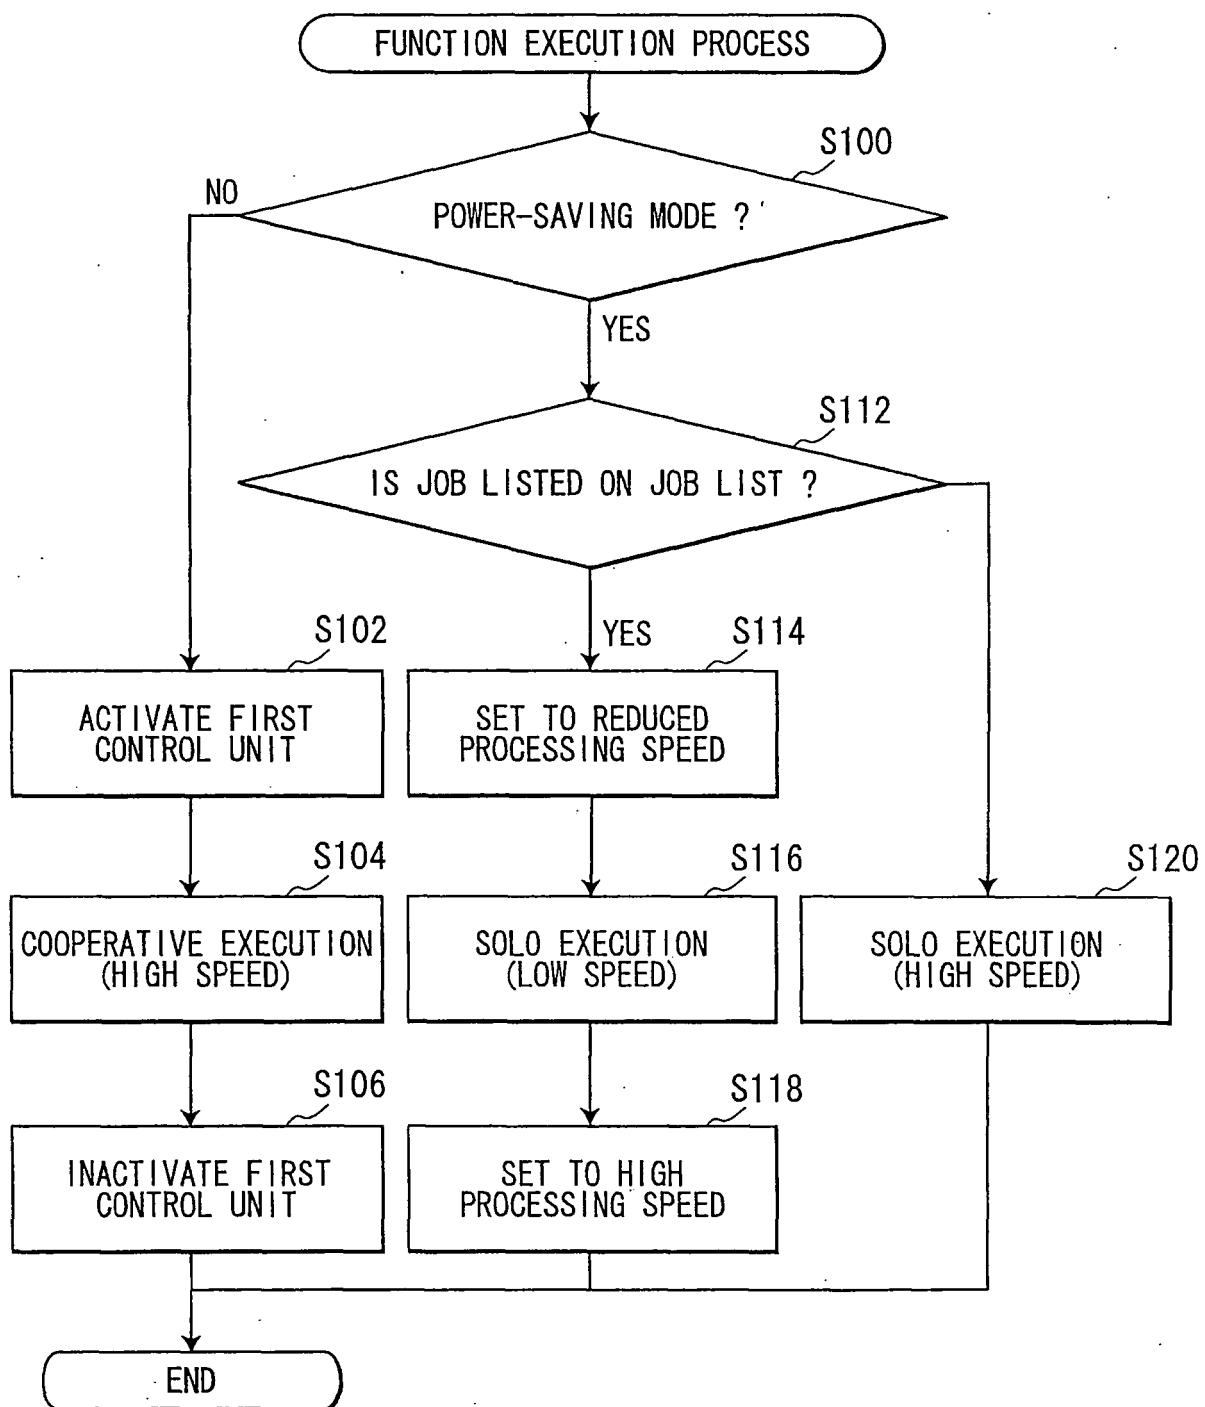 FUNCTION EXECUTION PROCESS
S100
NO
POWER-SAVING MODE ?
YES
S112
IS JOB LISTED ON JOB LIST ?
YES
S102
ACTIVATE FIRST
CONTROL UNIT
S114
SET TO REDUCED
PROCESSING SPEED
S104
COOPERATIVE EXECUTION
(HIGH SPEED)
S116
SOLO EXECUTION
(LOW SPEED)
S120
SOLO EXECUTION
(HIGH SPEED)
S106
INACTIVATE FIRST
CONTROL UNIT
S118
SET TO HIGH
PROCESSING SPEED
END